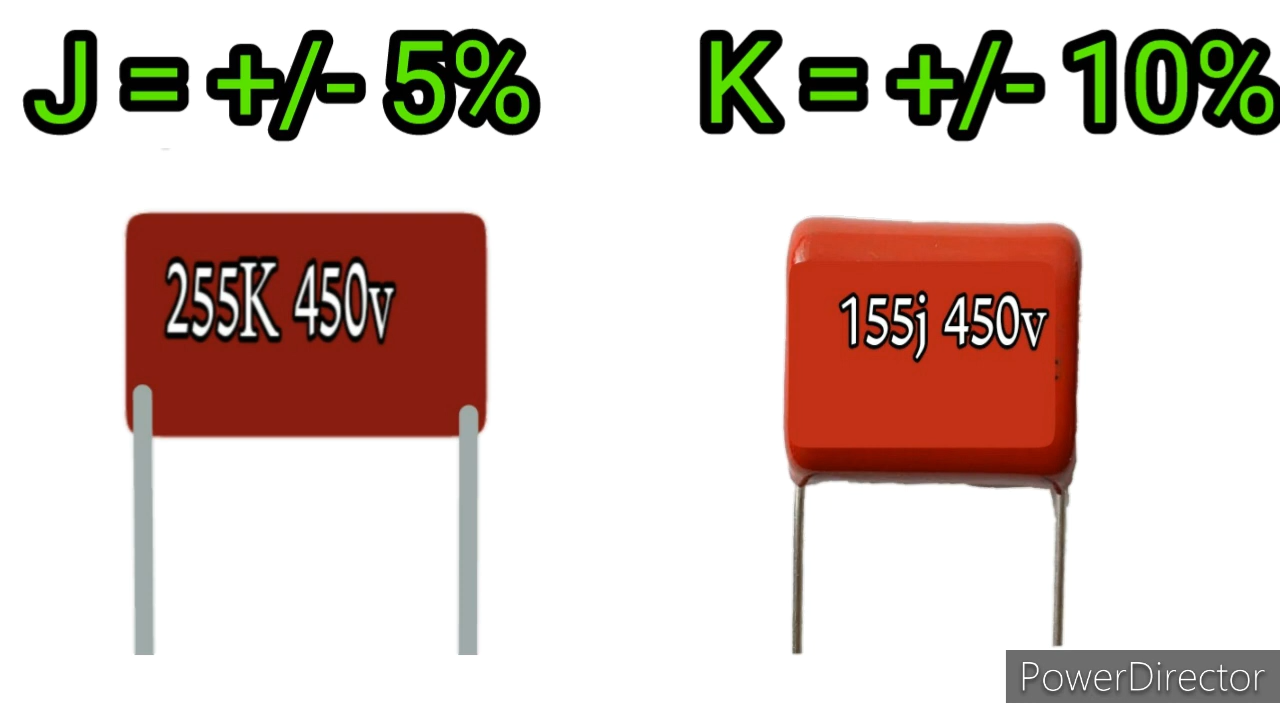 J = +/- 5%
K = +/- 10%
255K 450v
155j 450v
PowerDirector